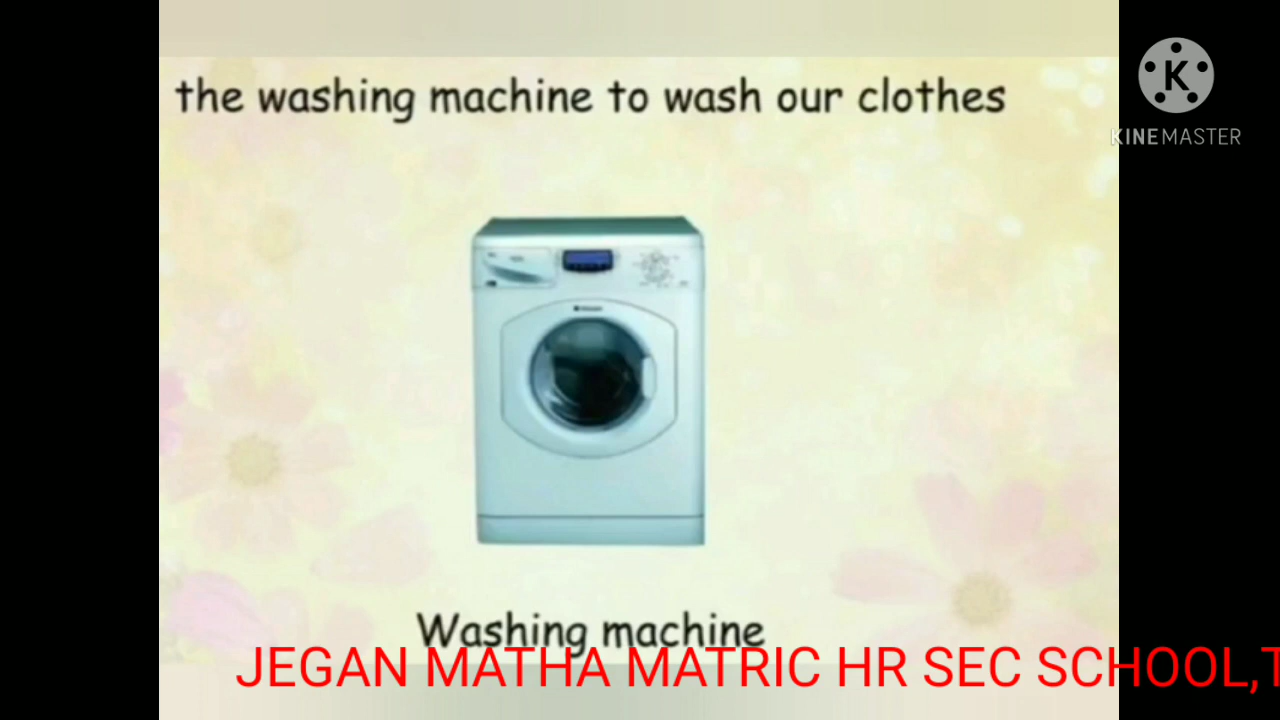 the washing machine to wash our clothes
K
KINEMASTER
Washing machine
JEGAN MATHA MATRIC HR SEC SCHOOL,T